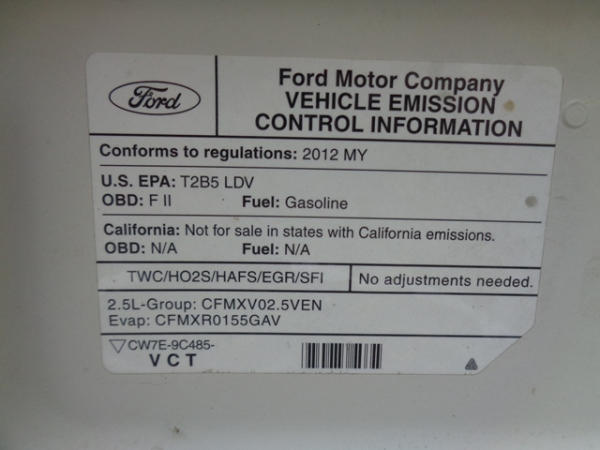 Ford
Ford Motor Company
VEHICLE EMISSION
CONTROL INFORMATION
Conforms to regulations: 2012 MY
U.S. EPA: T2B5 LDV
OBD: F II Fuel: Gasoline
California: Not for sale in states with California emissions.
OBD: N/A Fuel: N/A
TWC/HO2S/HAFS/EGR/SFI No adjustments needed.
2.5L-Group: CFMXV02.5VEN
Evap: CFMXR0155GAV
CW7E-9C485-
VCT